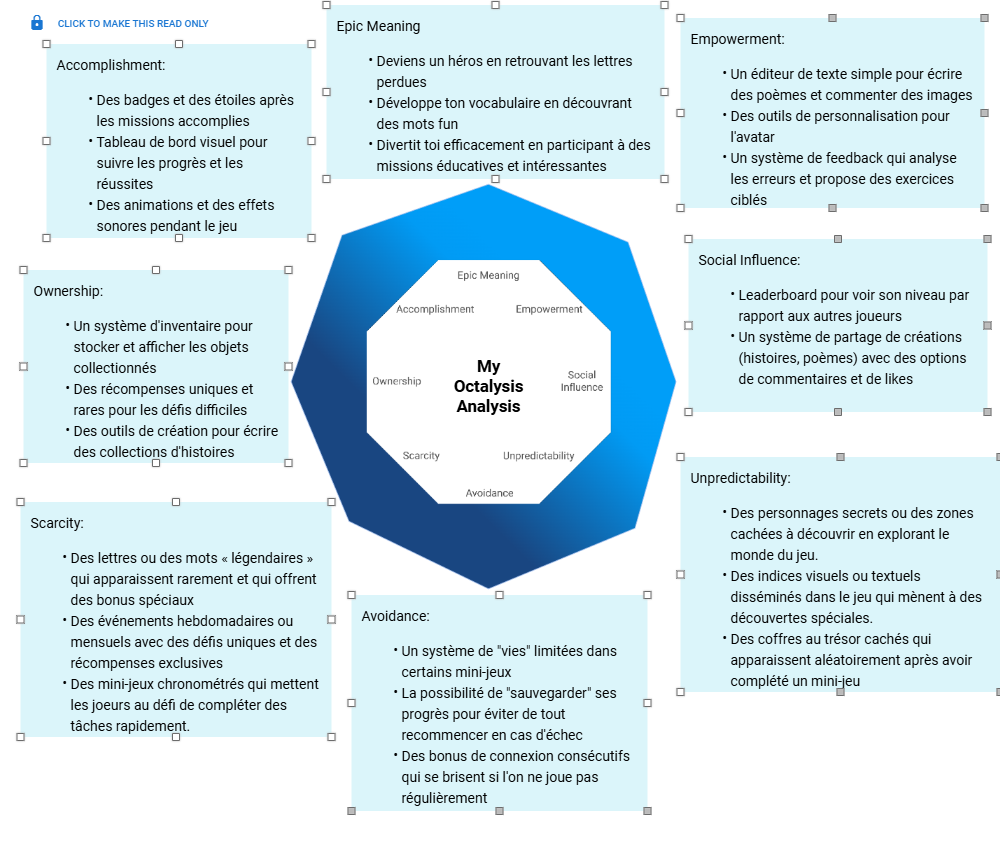 CLICK TO MAKE THIS READ ONLY
Accomplishment:
• Des badges et des étoiles après
les missions accomplies
• Tableau de bord visuel pour
suivre les progrès et les
réussites
• Des animations et des effets
sonores pendant le jeu
Epic Meaning
• Deviens un héros en retrouvant les lettres
perdues
• Développe ton vocabulaire en découvrant
des mots fun
• Divertit toi efficacement en participant à des
missions éducatives et intéressantes
Empowerment:
• Un éditeur de texte simple pour écrire
des poèmes et commenter des images
• Des outils de personnalisation pour
l'avatar
• Un système de feedback qui analyse
les erreurs et propose des exercices
ciblés
Ownership:
• Un système d'inventaire pour
stocker et afficher les objets
collectionnés
• Des récompenses uniques et
rares pour les défis difficiles
• Des outils de création pour écrire
des collections d'histoires
Epic Meaning
Accomplishment
Empowerment
Ownership
My
Octalysis
Analysis
Social
Influence
Scarcity
Unpredictability
Avoidance
Social Influence:
• Leaderboard pour voir son niveau par
rapport aux autres joueurs
• Un système de partage de créations
(histoires, poèmes) avec des options
de commentaires et de likes
Scarcity:
• Des lettres ou des mots « légendaires »
qui apparaissent rarement et qui offrent
des bonus spéciaux
• Des événements hebdomadaires ou
mensuels avec des défis uniques et des
récompenses exclusives
• Des mini-jeux chronométrés qui mettent
les joeurs au défi de compléter des
tâches rapidement.
Avoidance:
• Un système de "vies" limitées dans
certains mini-jeux
• La possibilité de "sauvegarder" ses
progrès pour éviter de tout
recommencer en cas d'échec
• Des bonus de connexion consécutifs
qui se brisent si l'on ne joue pas
régulièrement
Unpredictability:
• Des personnages secrets ou des zones
cachées à découvrir en explorant le
monde du jeu.
• Des indices visuels ou textuels
disséminés dans le jeu qui mènent à des
découvertes spéciales.
• Des coffres au trésor cachés qui
apparaissent aléatoirement après avoir
complété un mini-jeu